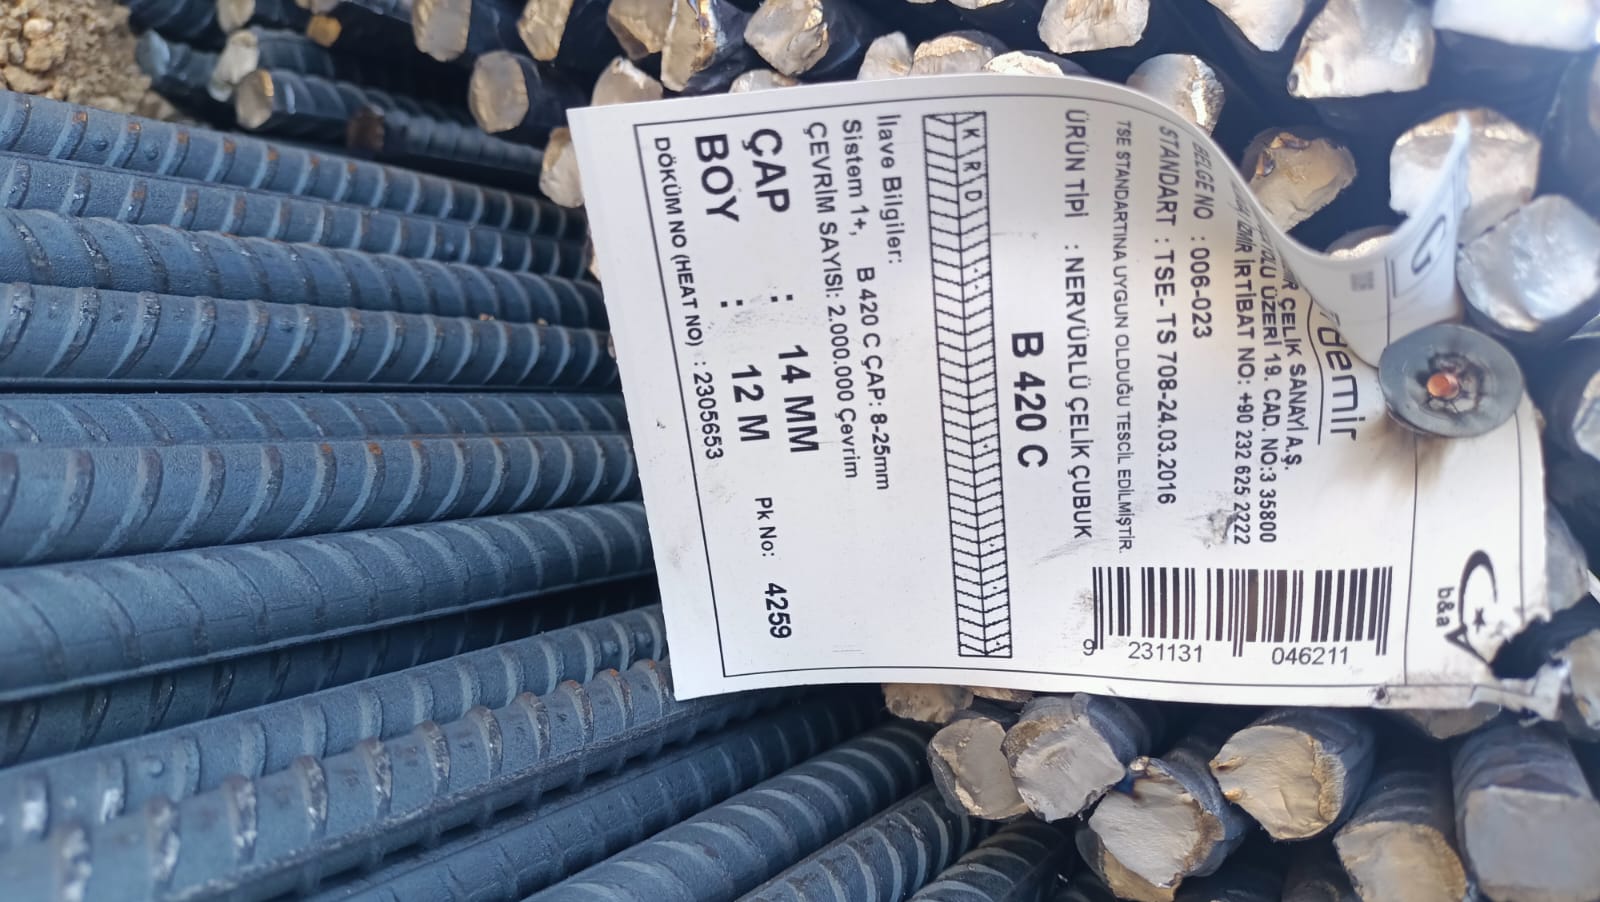 demir
ÇELİK SANAYİ A.Ş.
ÜZERİ 19. CAD. NO:3 35800
İZMİR İRTİBAT NO: +90 232 625 2222
BELGE NO : 006-023
STANDART : TSE- TS 708-24.03.2016
TSE STANDARTINA UYGUN OLDUĞU TESCİL EDİLMİŞTİR.
ÜRÜN TİPİ : NERVÜRLÜ ÇELİK ÇUBUK
B 420 C
K R D
İlave Bilgiler:
Sistem 1+, B 420 C ÇAP: 8-25mm
ÇEVRİM SAYISI: 2.000.000 Çevrim
ÇAP : 14 MM
BOY : 12 M
Pk No: 4259
DÖKÜM NO (HEAT NO) : 2305653
9 231131 046211
b&a